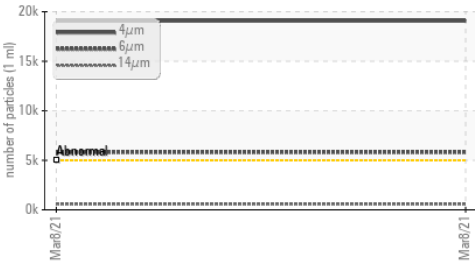 20k
15k
10k
5k
0k
number of particles (1 ml)
4µm
6µm
14µm
Abnormal
Mar8/21
Mar8/21